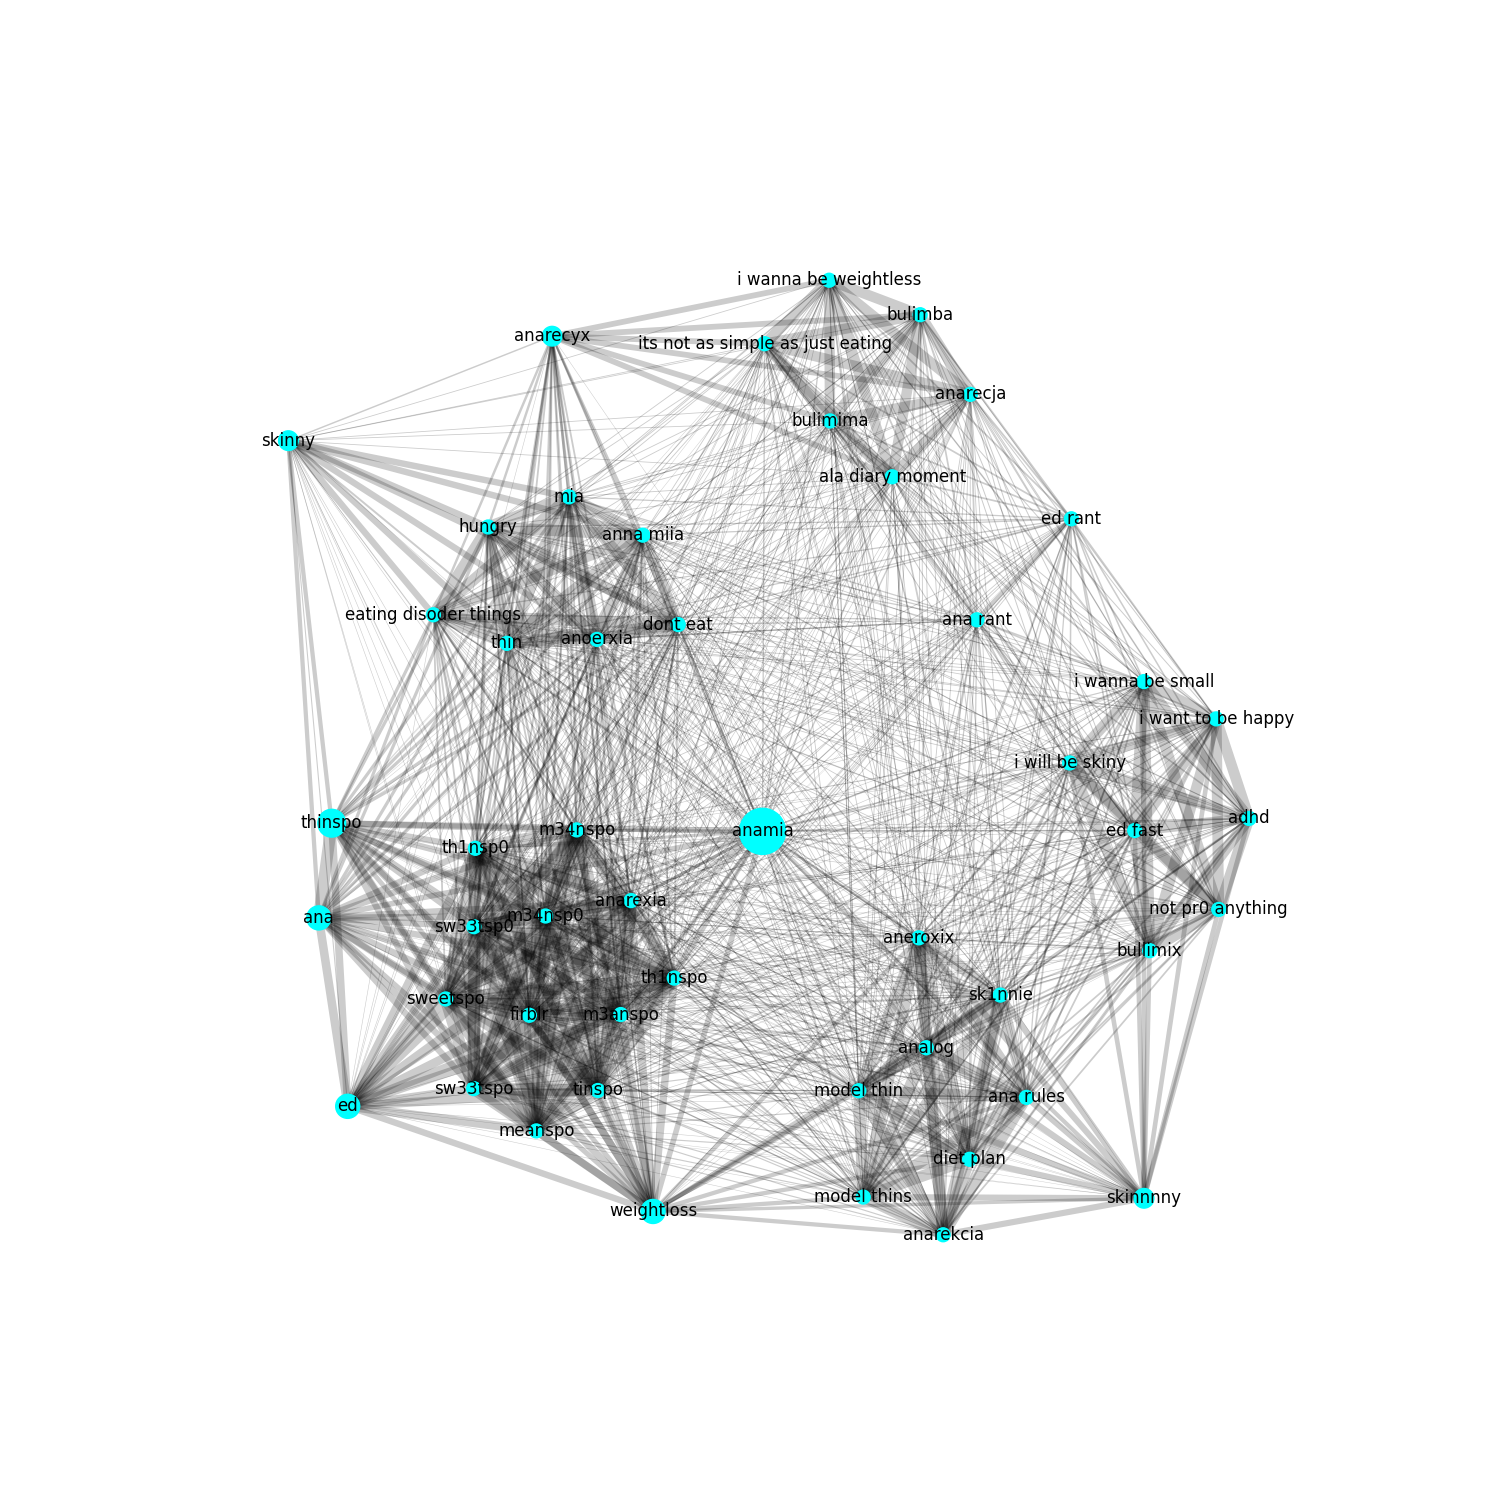 i wanna be weightless
bulimba
anarecyx
its not as simple as just eating
anarecja
bulimima
skinny
ala diary moment
mia
ed rant
hungry
anna miia
eating disoder things
ana rant
dont eat
anoerxia
thin
i wanna be small
i want to be happy
i will be skiny
adhd
thinspo
m34nspo
anamia
ed fast
th1nsp0
anarexia
not pr0 anything
m34nsp0
ana
sw33tsp0
aneroxix
bullimix
th1nspo
sk1nnie
sweetspo
firblr
m3anspo
analog
sw33tspo
tinspo
model thin
ana rules
ed
meanspo
diet plan
model thins
skinnnny
weightloss
anarekcia